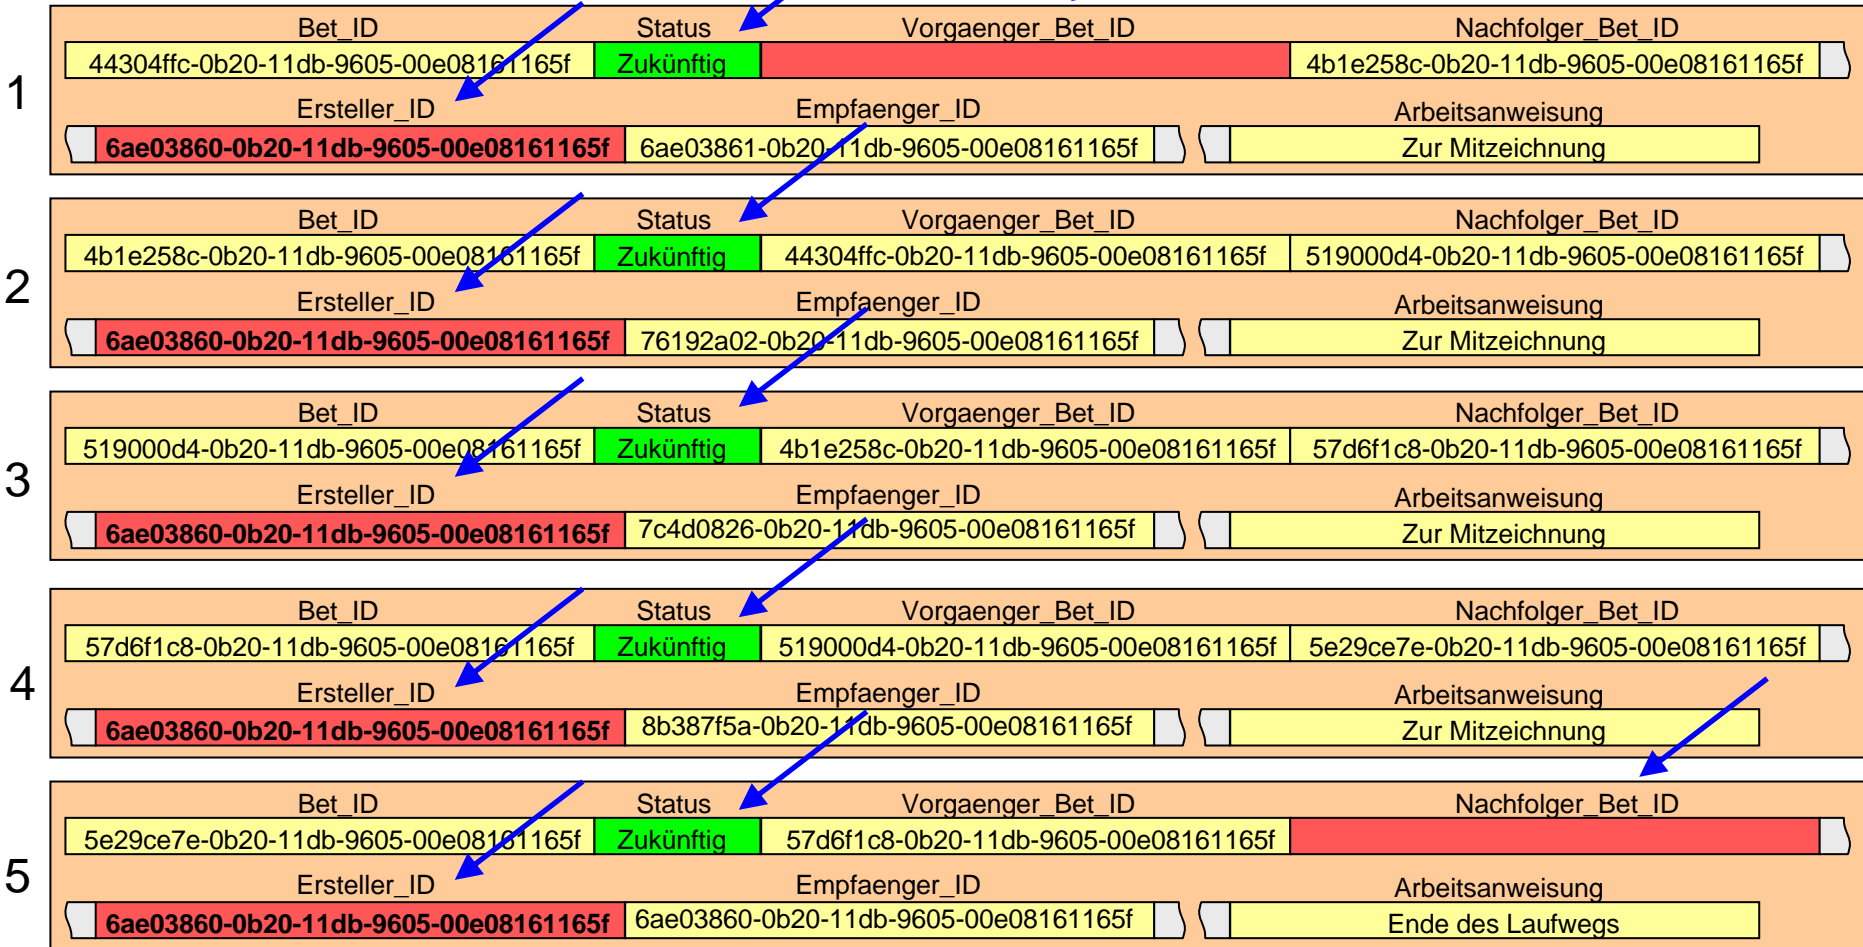 Bet_ID Status Vorgaenger_Bet_ID Nachfolger_Bet_ID
44304ffc-0b20-11db-9605-00e08161165f Zukünftig 4b1e258c-0b20-11db-9605-00e08161165f
1
Ersteller_ID Empfaenger_ID Arbeitsanweisung
6ae03860-0b20-11db-9605-00e08161165f 6ae03861-0b20-11db-9605-00e08161165f Zur Mitzeichnung
Bet_ID Status Vorgaenger_Bet_ID Nachfolger_Bet_ID
4b1e258c-0b20-11db-9605-00e08161165f Zukünftig 44304ffc-0b20-11db-9605-00e08161165f 519000d4-0b20-11db-9605-00e08161165f
2
Ersteller_ID Empfaenger_ID Arbeitsanweisung
6ae03860-0b20-11db-9605-00e08161165f 76192a02-0b20-11db-9605-00e08161165f Zur Mitzeichnung
Bet_ID Status Vorgaenger_Bet_ID Nachfolger_Bet_ID
519000d4-0b20-11db-9605-00e08161165f Zukünftig 4b1e258c-0b20-11db-9605-00e08161165f 57d6f1c8-0b20-11db-9605-00e08161165f
3
Ersteller_ID Empfaenger_ID Arbeitsanweisung
6ae03860-0b20-11db-9605-00e08161165f 7c4d0826-0b20-11db-9605-00e08161165f Zur Mitzeichnung
Bet_ID Status Vorgaenger_Bet_ID Nachfolger_Bet_ID
57d6f1c8-0b20-11db-9605-00e08161165f Zukünftig 519000d4-0b20-11db-9605-00e08161165f 5e29ce7e-0b20-11db-9605-00e08161165f
4
Ersteller_ID Empfaenger_ID Arbeitsanweisung
6ae03860-0b20-11db-9605-00e08161165f 8b387f5a-0b20-11db-9605-00e08161165f Zur Mitzeichnung
Bet_ID Status Vorgaenger_Bet_ID Nachfolger_Bet_ID
5e29ce7e-0b20-11db-9605-00e08161165f Zukünftig 57d6f1c8-0b20-11db-9605-00e08161165f
5
Ersteller_ID Empfaenger_ID Arbeitsanweisung
6ae03860-0b20-11db-9605-00e08161165f 6ae03860-0b20-11db-9605-00e08161165f Ende des Laufwegs